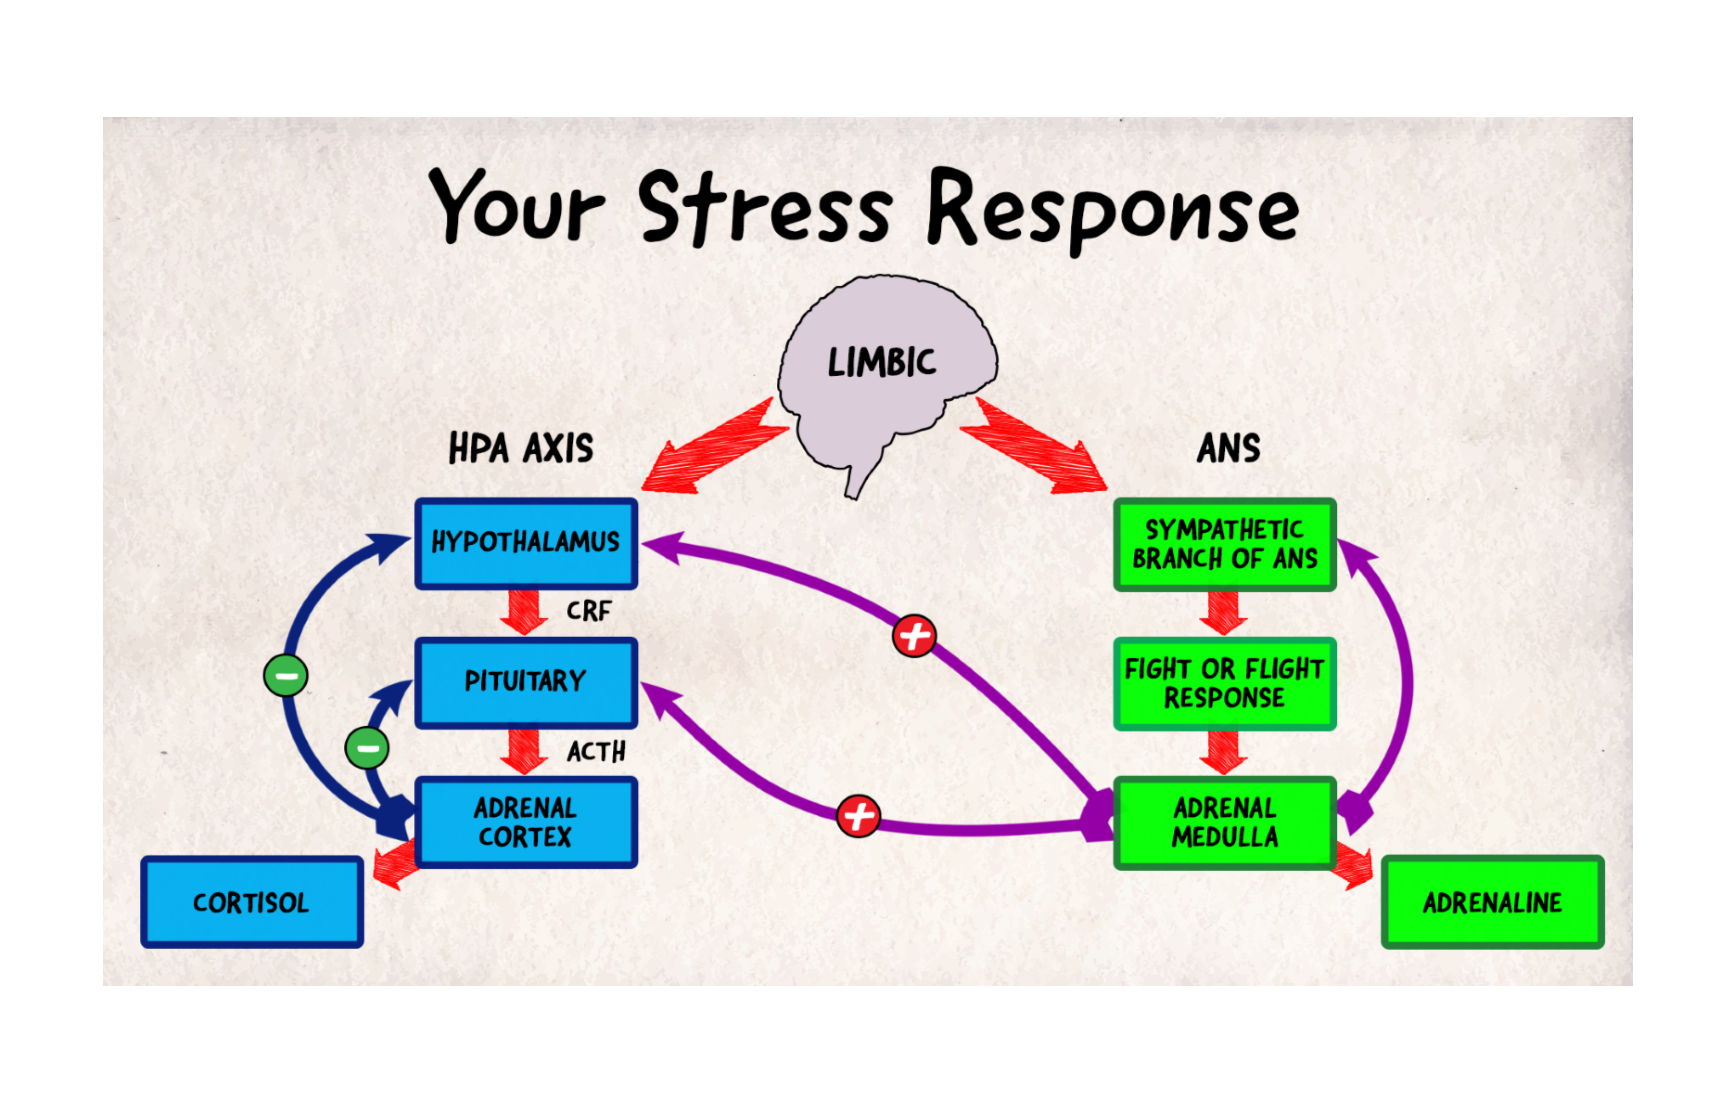 Your Stress Response
LIMBIC
HPA AXIS
HYPOTHALAMUS
CRF
PITUITARY
ACTH
ADRENAL
CORTEX
CORTISOL
ANS
SYMPATHETIC
BRANCH OF ANS
FIGHT OR FLIGHT
RESPONSE
ADRENAL
MEDULLA
ADRENALINE
−
−
+
+